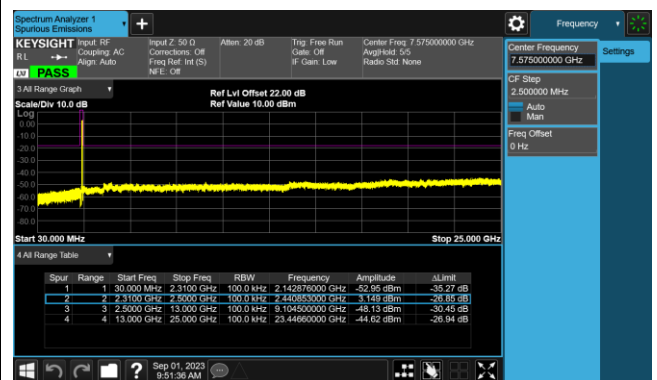 Spectrum Analyzer 1
Spurious Emissions
+
Frequency
KEYSIGHT Input: RF Input Z: 50 Ω Atten: 20 dB Trig: Free Run Center Freq: 7.575000000 GHz
RL Coupling: AC Corrections: Off Gate: Off Avg|Hold: 5/5
Align: Auto Freq Ref: Int (S) IF Gain: Low Radio Std: None
LXI PASS NFE: Off
Center Frequency
7.575000000 GHz
Settings
CF Step
2.500000 MHz
Auto
Man
Freq Offset
0 Hz
3 All Range Graph
Ref Lvl Offset 22.00 dB
Scale/Div 10.0 dB Ref Value 10.00 dBm
Log
0.00
-10.0
-20.0
-30.0
-40.0
-50.0
-60.0
-70.0
-80.0
Start 30.000 MHz Stop 25.000 GHz
4 All Range Table
Spur Range Start Freq Stop Freq RBW Frequency Amplitude ΔLimit
1 1 30.000 MHz 2.3100 GHz 100.0 kHz 2.142876000 GHz -52.95 dBm -35.27 dB
2 2 2.3100 GHz 2.5000 GHz 100.0 kHz 2.440853000 GHz 3.149 dBm -26.85 dB
3 3 2.5000 GHz 13.000 GHz 100.0 kHz 9.104500000 GHz -48.13 dBm -30.45 dB
4 4 13.000 GHz 25.000 GHz 100.0 kHz 23.44660000 GHz -44.62 dBm -26.94 dB
? Sep 01, 2023
9:51:36 AM